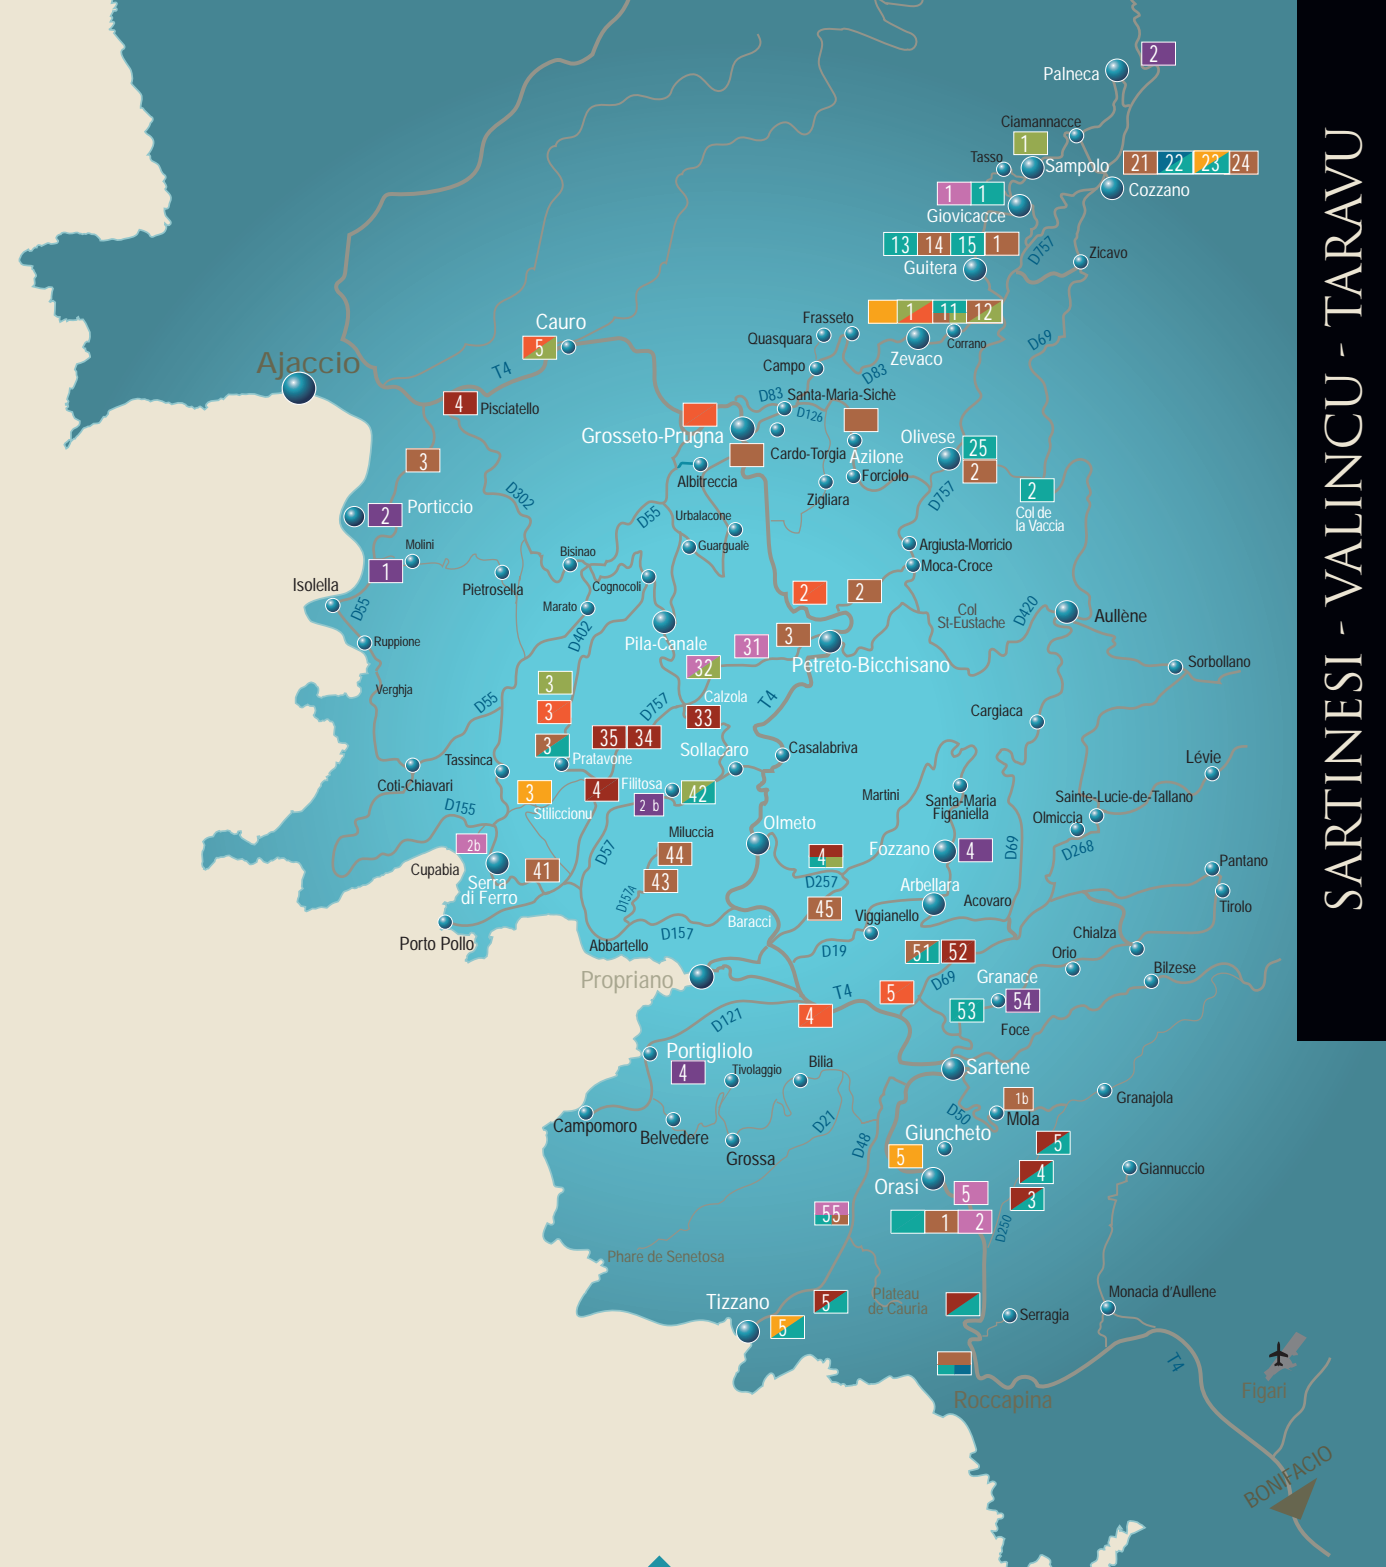 2
Palneca
Ciamannacce
1
Tasso
Sampolo
21 22 23 24
Cozzano
1 1
Giovicacce
13 14 15 1
D757
Guitera
Zicavo
1 11 12
Frasseto
Quasquara
Corrano
Zevaco
D69
Cauro
5
Ajaccio
T4
Campo
D83
4
Pisciatello
D83
Santa-Maria-Sichè
D126
Grosseto-Prugna
Cardo-Torgia
Azilone
Olivese
25
2
3
Albitreccia
Forciolo
Zigliara
D757
2
Col de
la Vaccia
D302
2
Porticcio
D55
Urbalacone
Guargualè
Argiusta-Morricio
Moca-Croce
Molini
1
Bisinao
Pietrosella
Cognocoli
Isolella
D55
Marato
2
2
Col
St-Eustache
D420
Aullène
Ruppione
D402
Pila-Canale
31
3
Petreto-Bicchisano
32
Sorbollano
Verghja
3
Calzola
D55
3
D757
33
T4
Cargiaca
3
35 34
Pratavone
Sollacaro
Casalabriva
Tassinca
Coti-Chiavari
Lévie
3
4
Filitosa
2 b
42
Martini
Santa-Maria
Figaniella
Sainte-Lucie-de-Tallano
Stiliccionu
D155
Olmiccia
Olmeto
Miluccia
2b
D57
44
4
Fozzano
4
D69
D268
Cupabia
Serra
di Ferro
41
43
D257
Arbellara
Pantano
D157A
45
Acovaro
Tirolo
Porto Pollo
Baracci
Viggianello
Abbartello
D157
D19
51 52
Chialza
Orio
Propriano
Granace
Bilzese
5
D69
54
T4
53
4
D121
Foce
Portigliolo
4
Tivolaggio
Bilia
Sartene
Campomoro
Belvedere
D21
Grossa
D48
D50
1b
Mola
Granajola
Giuncheto
5
5
Orasi
4
Giannuccio
5
3
55
1 2
D250
Phare de Senetosa
Tizzano
5
5
Plateau
de Cauria
Serragia
Monacia d'Aullene
Roccapina
T4
Figari
BONIFACIO
SARTINESI - VALINCU - TARAVU